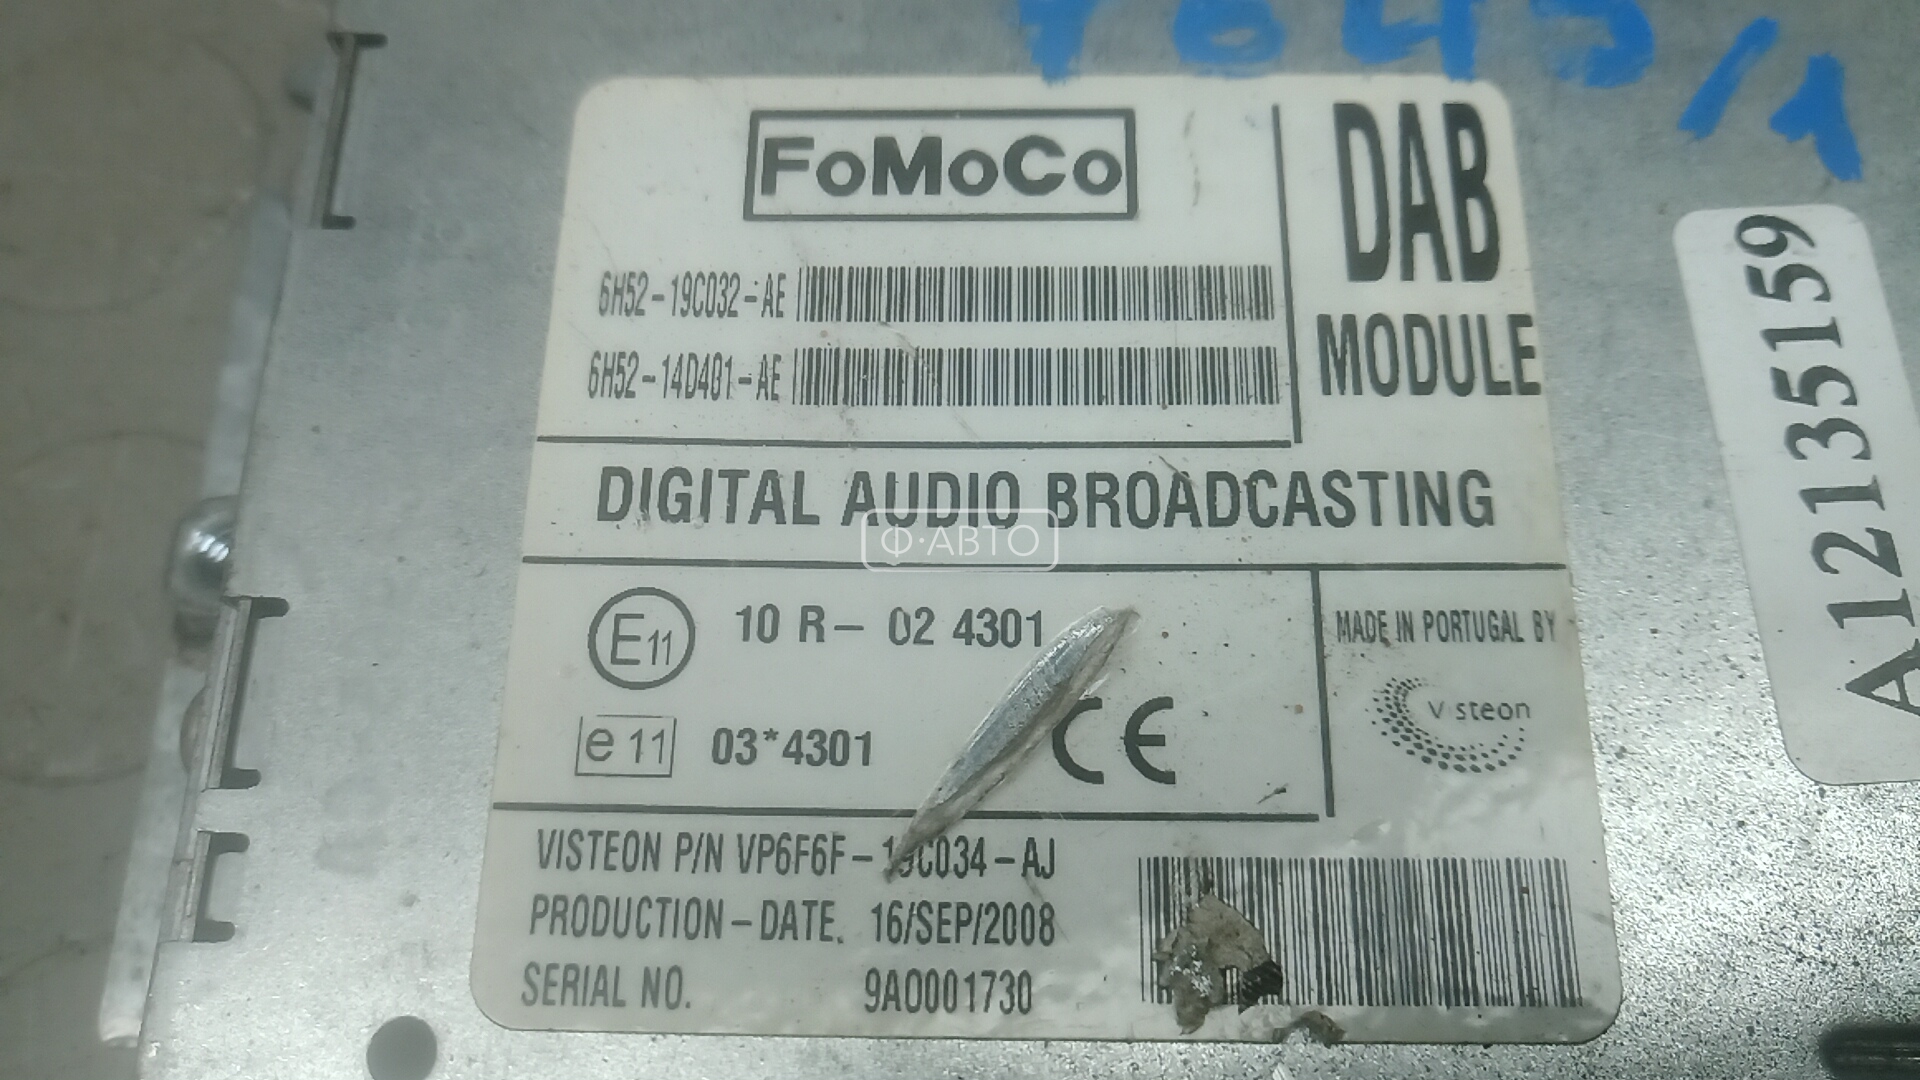 FoMoCo
DAB
MODULE
6H52-19C032-AE
6H52-14D401-AE
DIGITAL AUDIO BROADCASTING
Ф·АВТО
E11 10 R- 02 4301
e11 03*4301
CE
MADE IN PORTUGAL BY
Visteon
VISTEON P/N VP6F6F-19C034-AJ
PRODUCTION-DATE. 16/SEP/2008
SERIAL NO. 9A0001730
A12135159